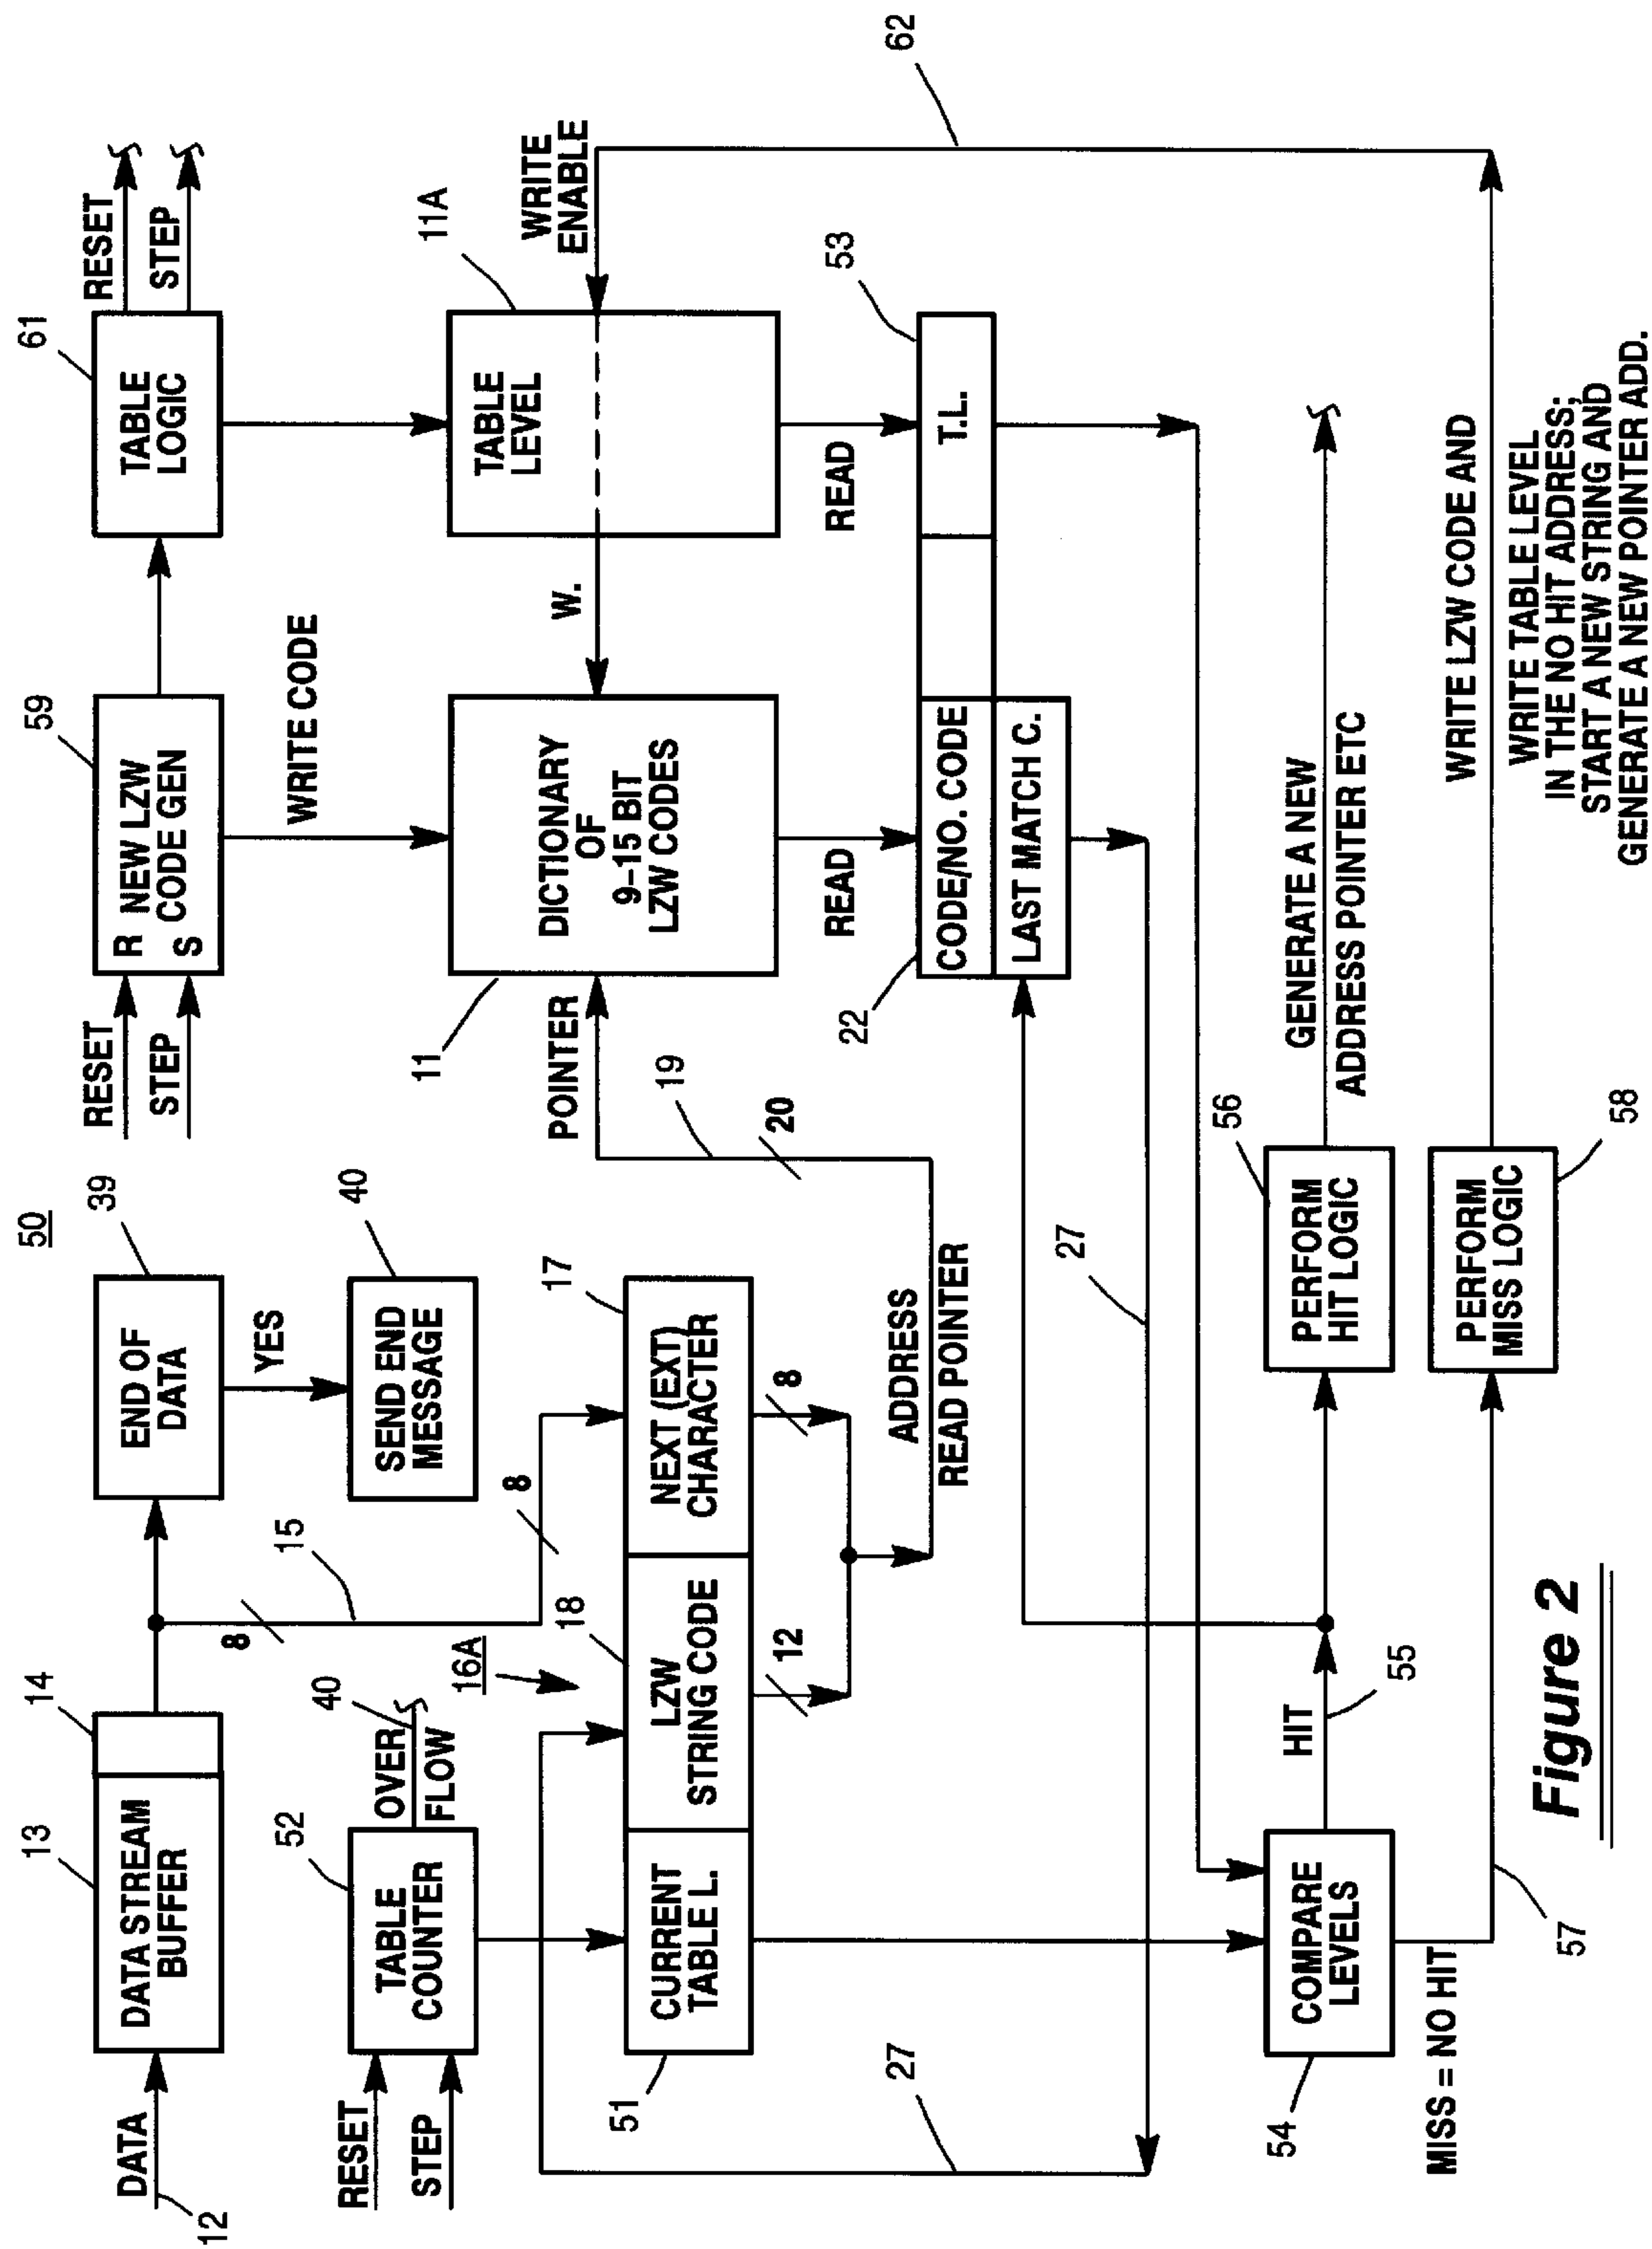 50
DATA
12
13
DATA STREAM
BUFFER
14
39
END OF
DATA
YES
40
SEND END
MESSAGE
15
8
8
RESET
STEP
52
TABLE
COUNTER
OVER
FLOW
40
16A
51
CURRENT
TABLE L.
18
LZW
STRING CODE
17
NEXT (EXT)
CHARACTER
12
8
ADDRESS
READ POINTER
19
20
POINTER
RESET
STEP
59
R NEW LZW
S CODE GEN
61
TABLE
LOGIC
RESET
STEP
WRITE CODE
11
DICTIONARY
OF
9-15 BIT
LZW CODES
W.
11A
TABLE
LEVEL
WRITE
ENABLE
62
READ
READ
22
CODE/NO. CODE
LAST MATCH C.
53
T.L.
27
27
54
COMPARE
LEVELS
HIT
55
56
PERFORM
HIT LOGIC
GENERATE A NEW
ADDRESS POINTER ETC
MISS = NO HIT
57
58
PERFORM
MISS LOGIC
WRITE LZW CODE AND
WRITE TABLE LEVEL
IN THE NO HIT ADDRESS;
START A NEW STRING AND
GENERATE A NEW POINTER ADD.
Figure 2